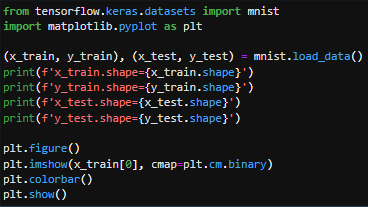 from tensorflow.keras.datasets import mnist
import matplotlib.pyplot as plt
(x_train, y_train), (x_test, y_test) = mnist.load_data()
print(f'x_train.shape={x_train.shape}')
print(f'y_train.shape={y_train.shape}')
print(f'x_test.shape={x_test.shape}')
print(f'y_test.shape={y_test.shape}')
plt.figure()
plt.imshow(x_train[0], cmap=plt.cm.binary)
plt.colorbar()
plt.show()